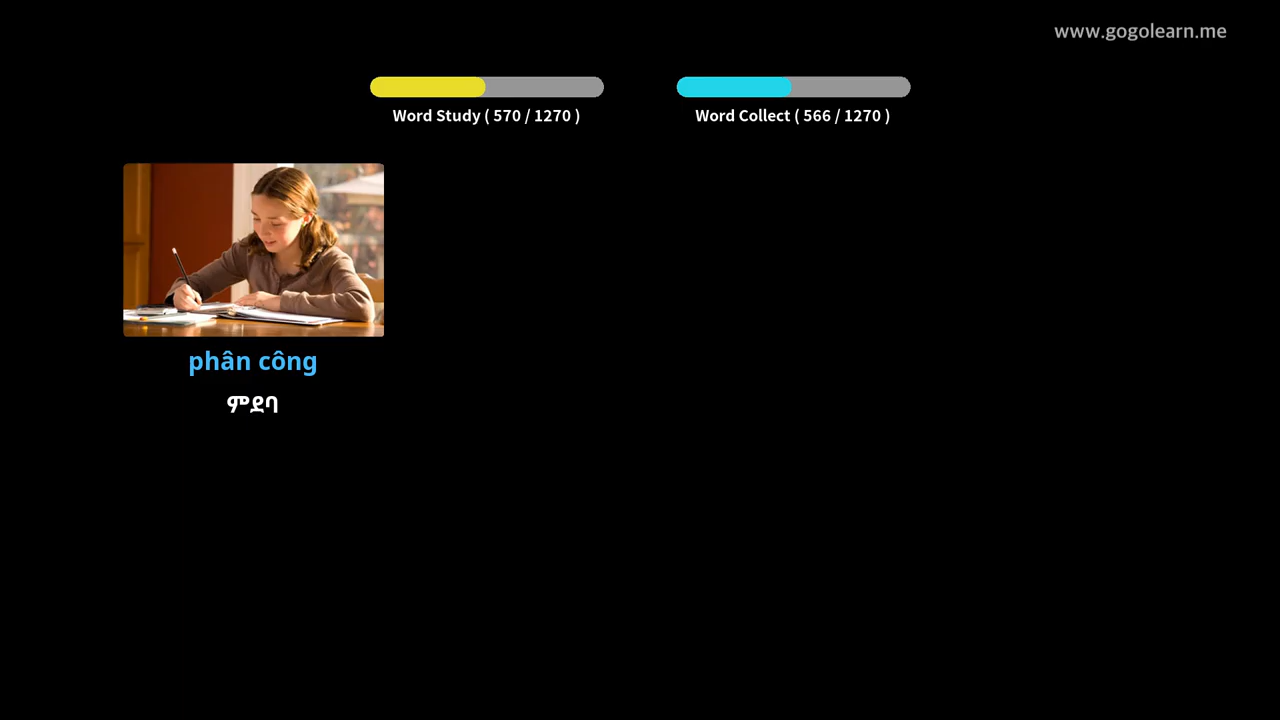 www.gogolearn.me
Word Study ( 570 / 1270 )
Word Collect ( 566 / 1270 )
phân công
ምደባ